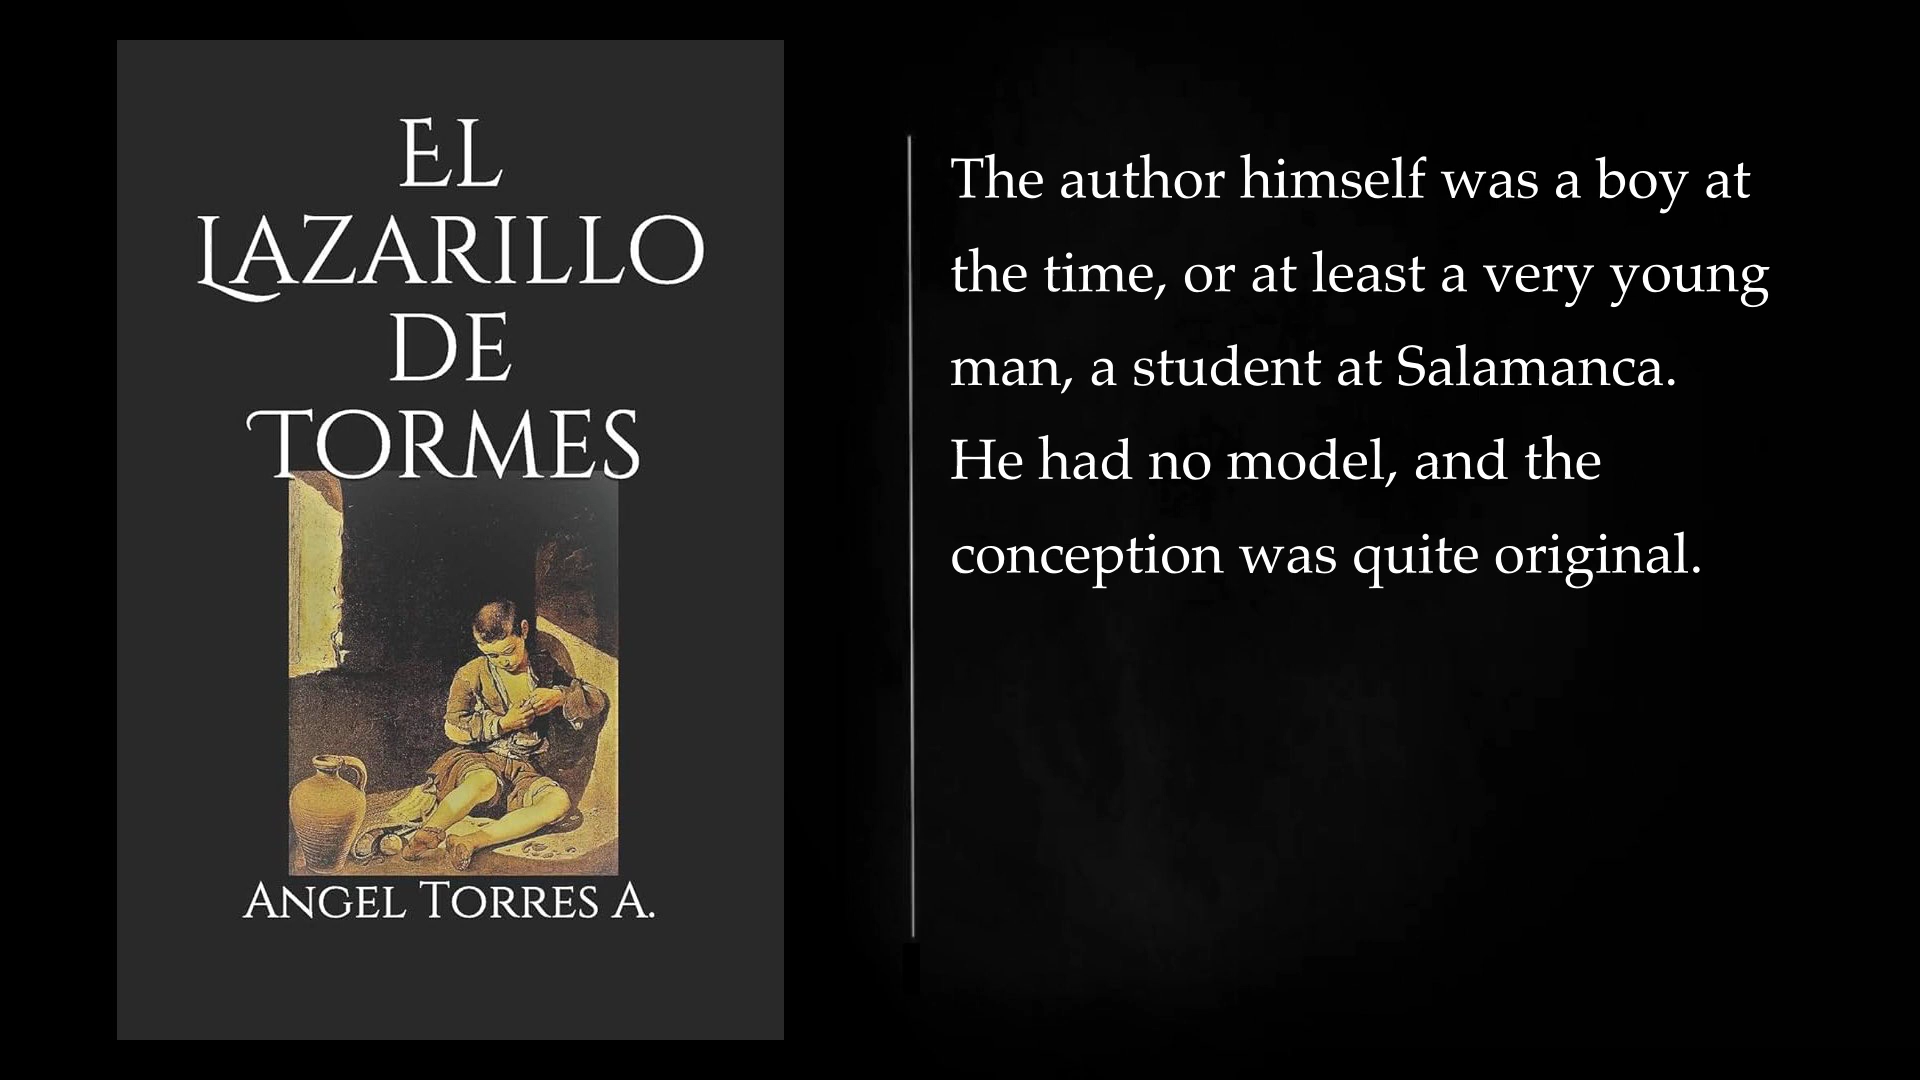 EL
LAZARILLO
DE
TORMES
ANGEL TORRES A.
The author himself was a boy at
the time, or at least a very young
man, a student at Salamanca.
He had no model, and the
conception was quite original.